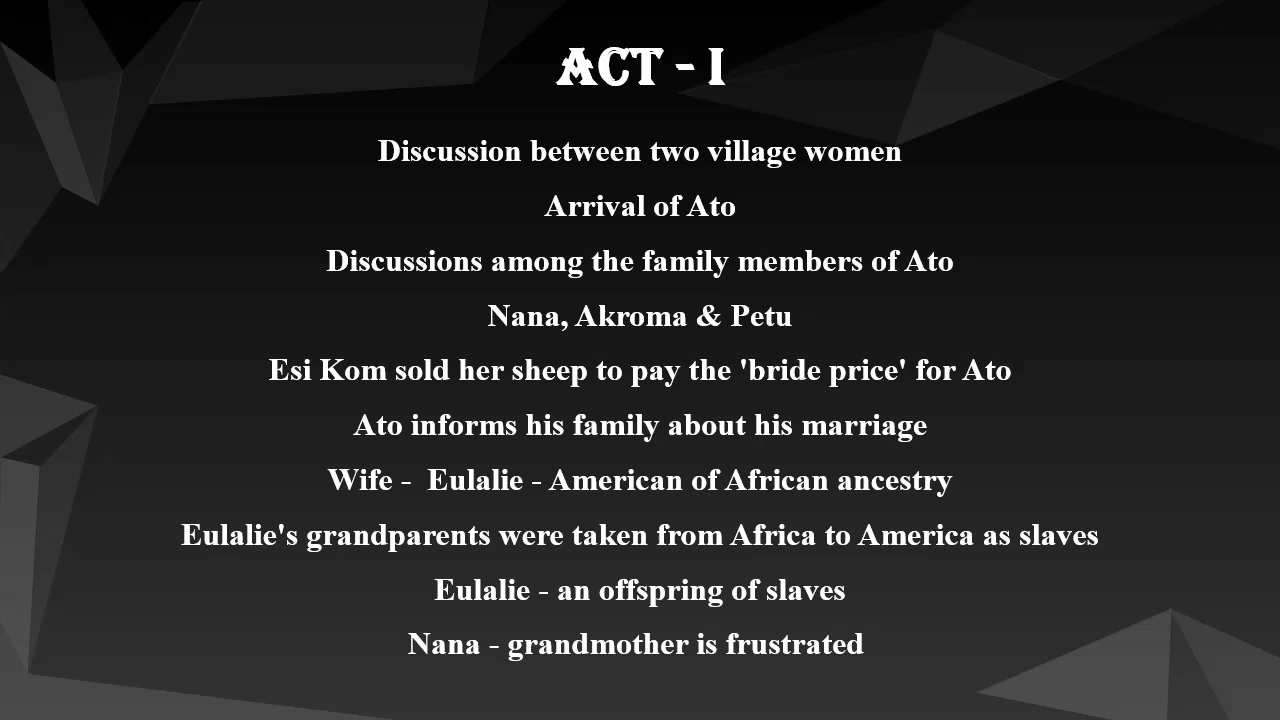 ACT - I
Discussion between two village women
Arrival of Ato
Discussions among the family members of Ato
Nana, Akroma & Petu
Esi Kom sold her sheep to pay the 'bride price' for Ato
Ato informs his family about his marriage
Wife -  Eulalie - American of African ancestry
Eulalie's grandparents were taken from Africa to America as slaves
Eulalie - an offspring of slaves
Nana - grandmother is frustrated